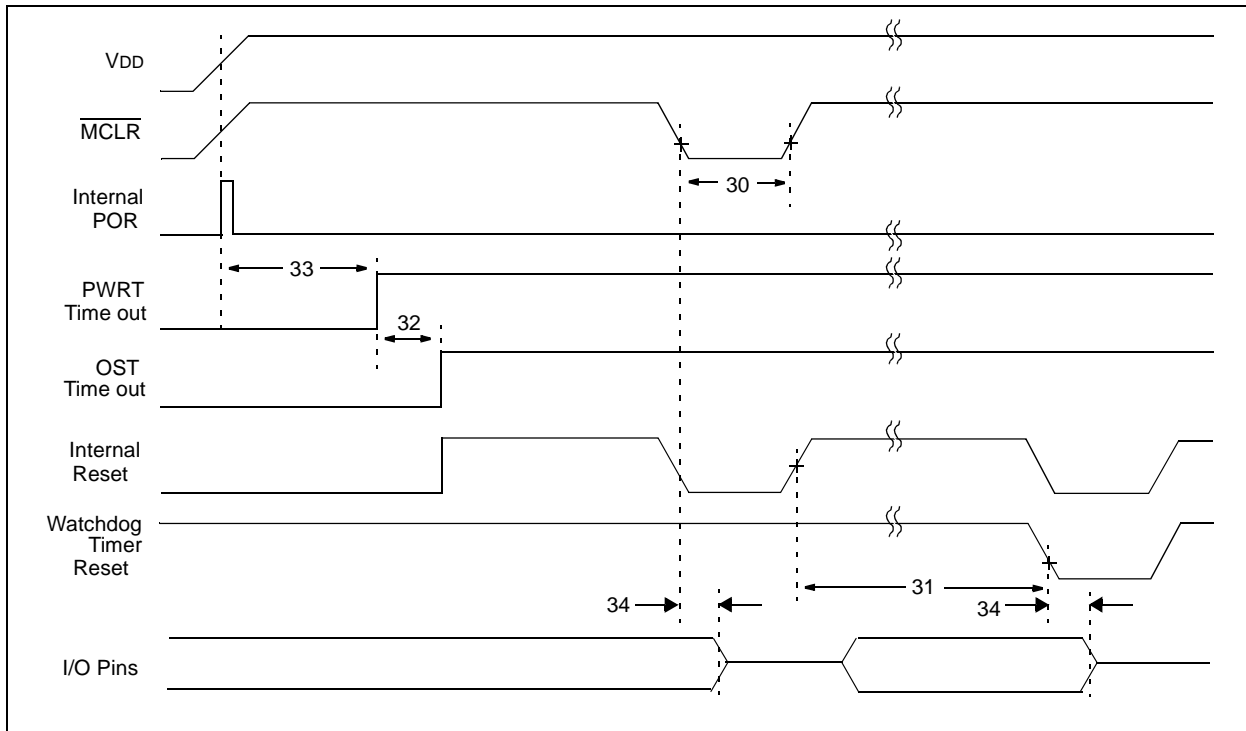 VDD
MCLR
30
Internal
POR
33
PWRT
Time out
32
OST
Time out
Internal
Reset
Watchdog
Timer
Reset
31
34
34
I/O Pins